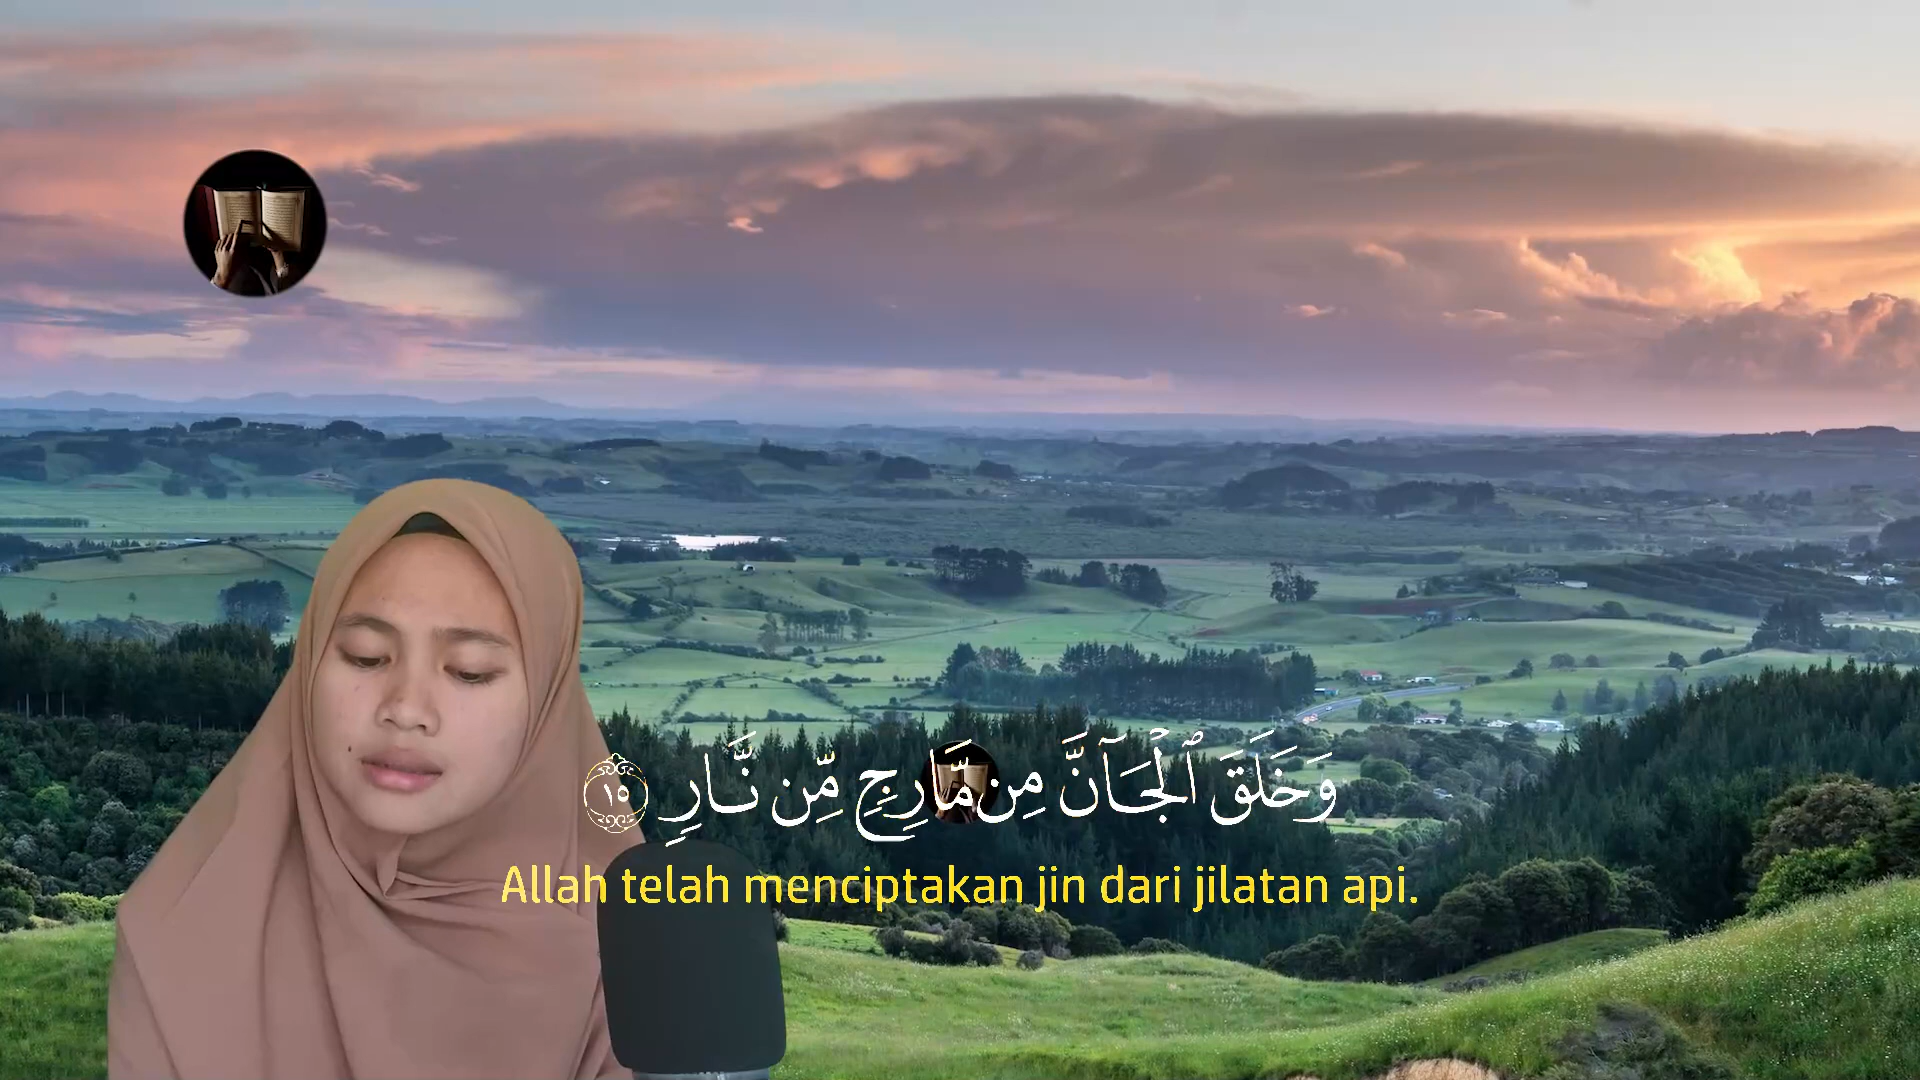 وَخَلَقَ ٱلْجَآنَّ مِن مَّارِجٍ مِّن نَّارٍ ١٥
Allah telah menciptakan jin dari jilatan api.